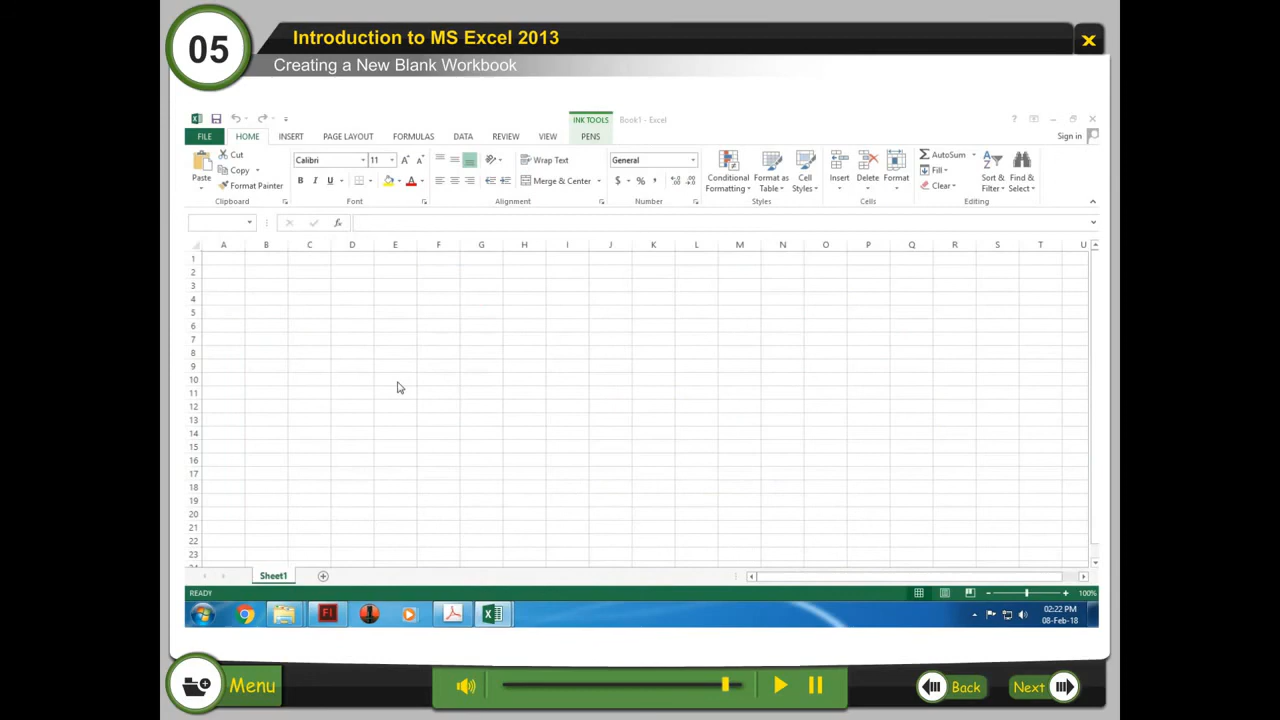 05
Introduction to MS Excel 2013
Creating a New Blank Workbook
INK TOOLS
Book1 - Excel
FILE HOME INSERT PAGE LAYOUT FORMULAS DATA REVIEW VIEW PENS
Sign in
Paste
Cut
Copy
Format Painter
Clipboard
Calibri 11
B I U
Font
Wrap Text
Merge & Center
Alignment
General
$ % ,
Number
Conditional Formatting
Format as Table
Cell Styles
Styles
Insert
Delete
Format
Cells
AutoSum
Fill
Clear
Sort & Filter
Find & Select
Editing
fx
A B C D E F G H I J K L M N O P Q R S T U
1
2
3
4
5
6
7
8
9
10
11
12
13
14
15
16
17
18
19
20
21
22
23
Sheet1
READY
100%
Fl
02:22 PM
08-Feb-18
Menu
Back
Next